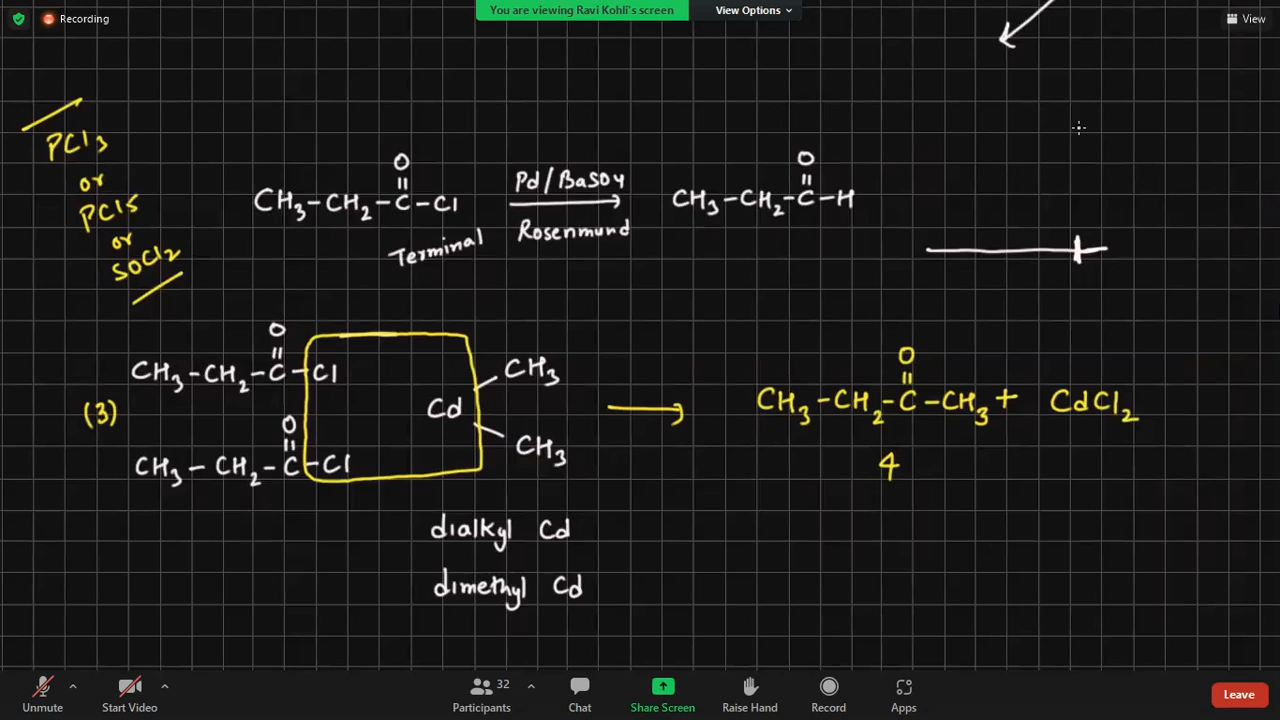 Recording
You are viewing Ravi Kohli's screen
View Options
View
PCl3
or
PCl5
or
SOCl2
O
CH3-CH2-C-Cl
Terminal
Pd/BaSO4
Rosenmund
O
CH3-CH2-C-H
(3)
O
CH3-CH2-C-Cl
O
CH3-CH2-C-Cl
Cd
CH3
CH3
O
CH3-CH2-C-CH3 + CdCl2
4
dialkyl Cd
dimethyl Cd
Unmute
Start Video
32
Participants
Chat
Share Screen
Raise Hand
Record
Apps
Leave